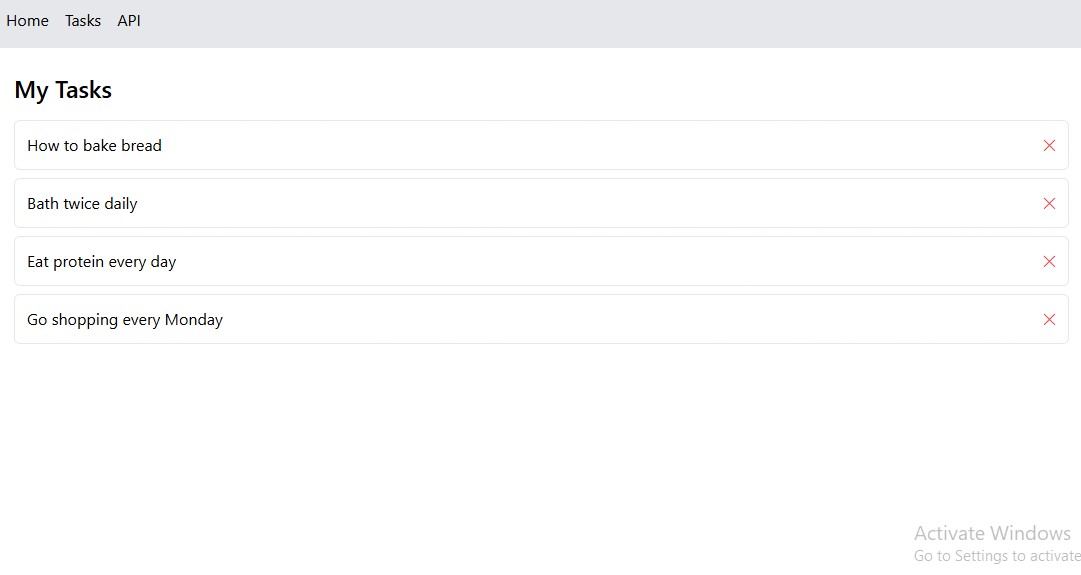 Home Tasks API
My Tasks
How to bake bread
Bath twice daily
Eat protein every day
Go shopping every Monday
Activate Windows
Go to Settings to activate